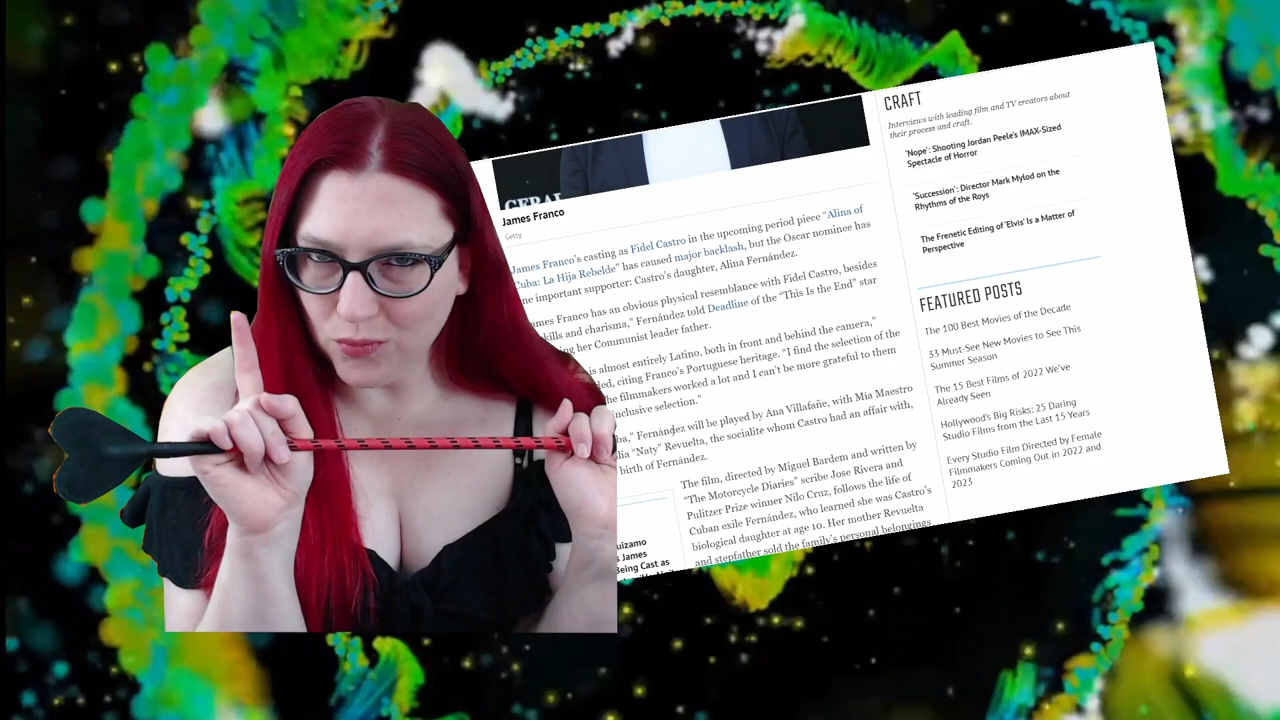 James Franco
Getty
James Franco's casting as Fidel Castro in the upcoming period piece "Alina of
Cuba: La Hija Rebelde" has caused major backlash, but the Oscar nominee has
one important supporter: Castro's daughter, Alina Fernández.
James Franco has an obvious physical resemblance with Fidel Castro, besides
skills and charisma," Fernández told Deadline of the "This Is the End" star
her Communist leader father.
is almost entirely Latino, both in front and behind the camera,"
citing Franco's Portuguese heritage. "I find the selection of the
the filmmakers worked a lot and I can't be more grateful to them
inclusive selection."
Fernández will be played by Ana Villafañe, with Mia Maestro
"Naty" Revuelta, the socialite whom Castro had an affair with,
birth of Fernández.
The film, directed by Miguel Bardem and written by
"The Motorcycle Diaries" scribe Jose Rivera and
Pulitzer Prize winner Nilo Cruz, follows the life of
Cuban exile Fernández, who learned she was Castro's
biological daughter at age 10. Her mother Revuelta
and stepfather sold the family's personal belongings
James
Being Cast as
CRAFT
Interviews with leading film and TV creators about
their process and craft.
'Nope': Shooting Jordan Peele's IMAX-Sized
Spectacle of Horror
'Succession': Director Mark Mylod on the
Rhythms of the Roys
The Frenetic Editing of 'Elvis' Is a Matter of
Perspective
FEATURED POSTS
The 100 Best Movies of the Decade
33 Must-See New Movies to See This
Summer Season
The 15 Best Films of 2022 We've
Already Seen
Hollywood's Big Risks: 25 Daring
Studio Films from the Last 15 Years
Every Studio Film Directed by Female
Filmmakers Coming Out in 2022 and
2023